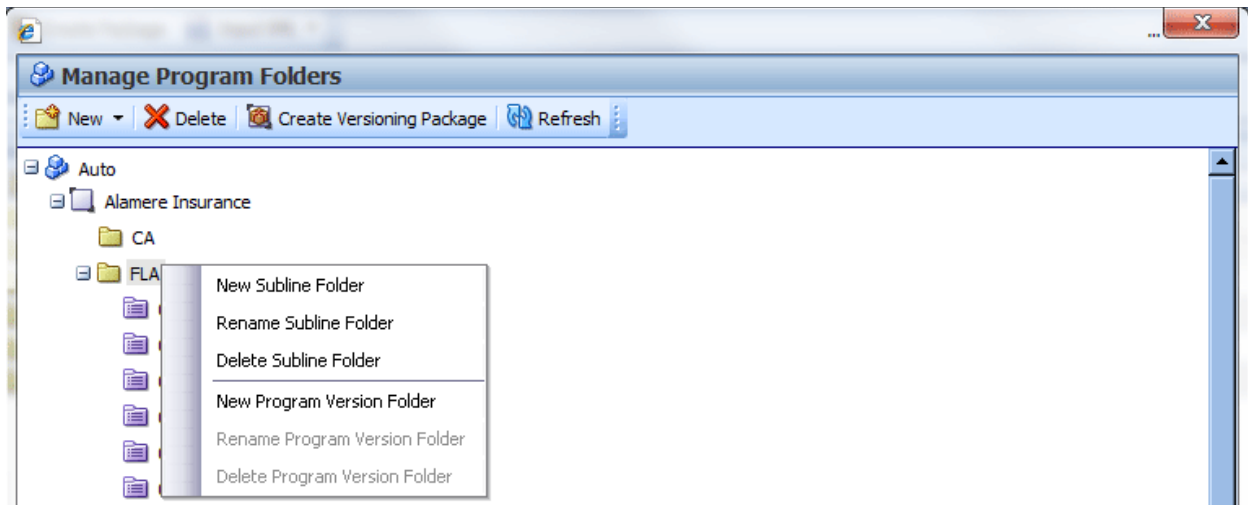 ...
Manage Program Folders
New Delete Create Versioning Package Refresh
Auto
Alamere Insurance
CA
FLA
New Subline Folder
Rename Subline Folder
Delete Subline Folder
New Program Version Folder
Rename Program Version Folder
Delete Program Version Folder